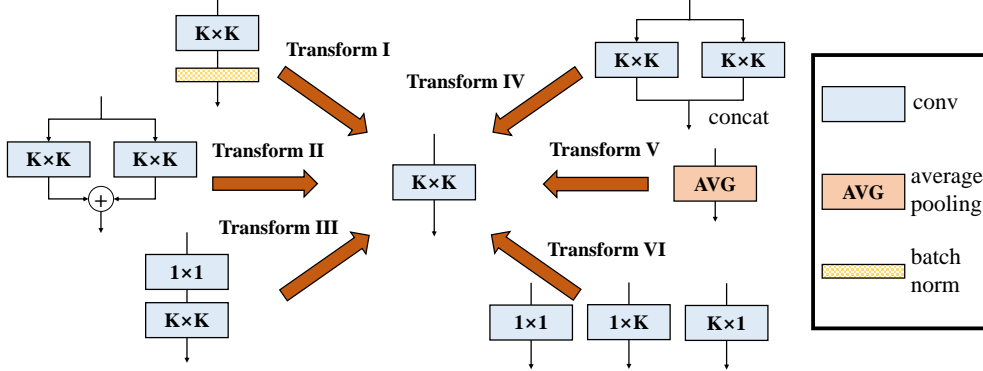 K×K
Transform I
K×K
K×K
Transform IV
concat
conv
K×K
K×K
+
Transform II
K×K
Transform V
AVG
AVG
average
pooling
Transform III
1×1
K×K
Transform VI
1×1
1×K
K×1
batch
norm